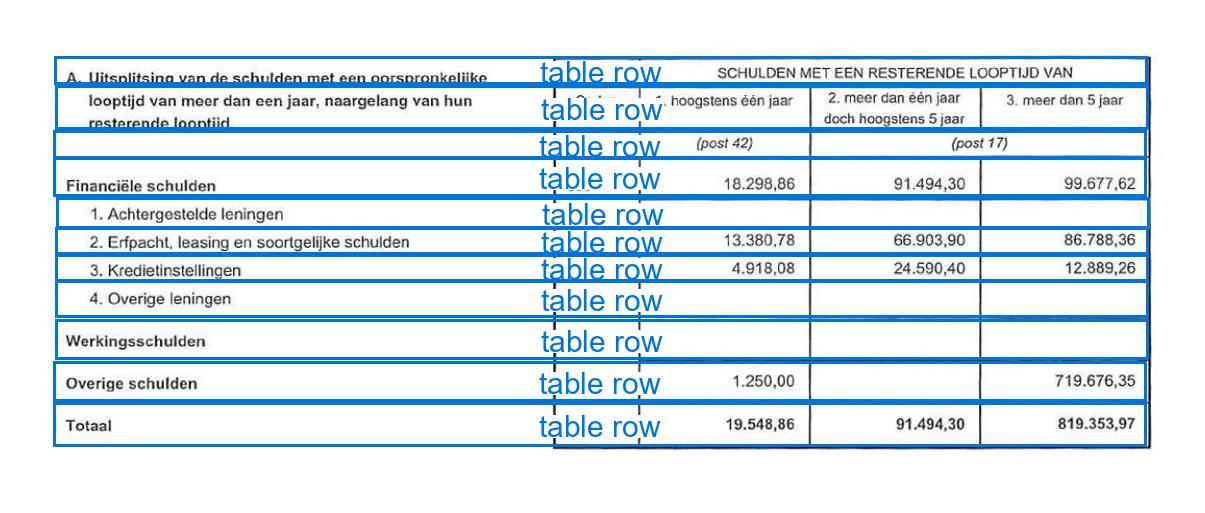 A. Uitsplitsing van de schulden met een oorspronkelijke table row SCHULDEN MET EEN RESTERENDE LOOPTIJD VAN
looptijd van meer dan een jaar, naargelang van hun table row 1. hoogstens één jaar 2. meer dan één jaar 3. meer dan 5 jaar
resterende looptijd doch hoogstens 5 jaar
table row (post 42) (post 17)
Financiële schulden table row 18.298,86 91.494,30 99.677,62
1. Achtergestelde leningen table row
2. Erfpacht, leasing en soortgelijke schulden table row 13.380,78 66.903,90 86.788,36
3. Kredietinstellingen table row 4.918,08 24.590,40 12.889,26
4. Overige leningen table row
Werkingsschulden table row
Overige schulden table row 1.250,00 719.676,35
Totaal table row 19.548,86 91.494,30 819.353,97